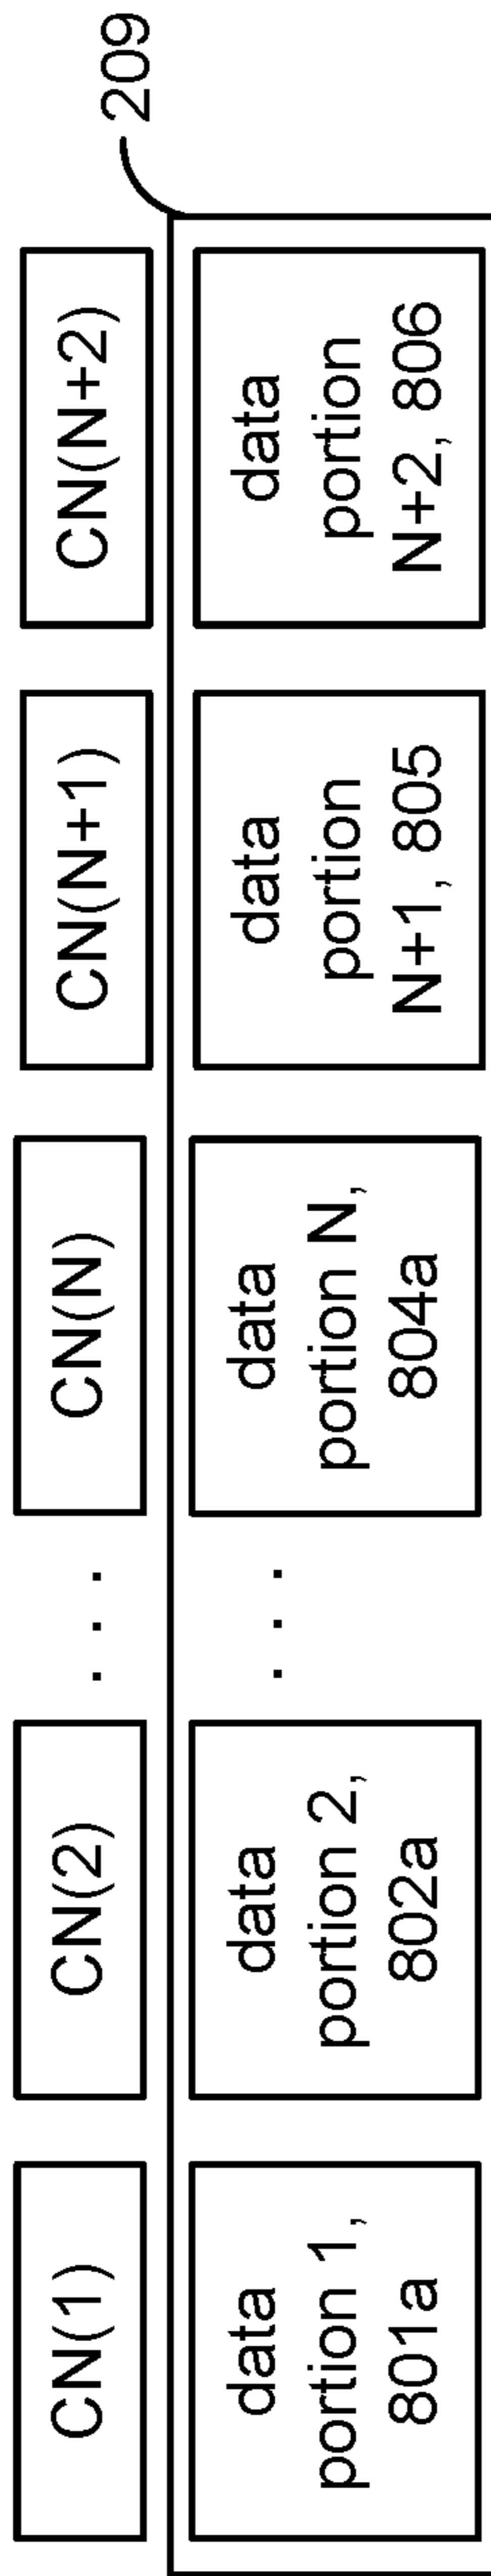 209
CN(1)
CN(2)
. . .
CN(N)
CN(N+1)
CN(N+2)
data
portion 1,
801a
data
portion 2,
802a
. . .
data
portion N,
804a
data
portion
N+1, 805
data
portion
N+2, 806